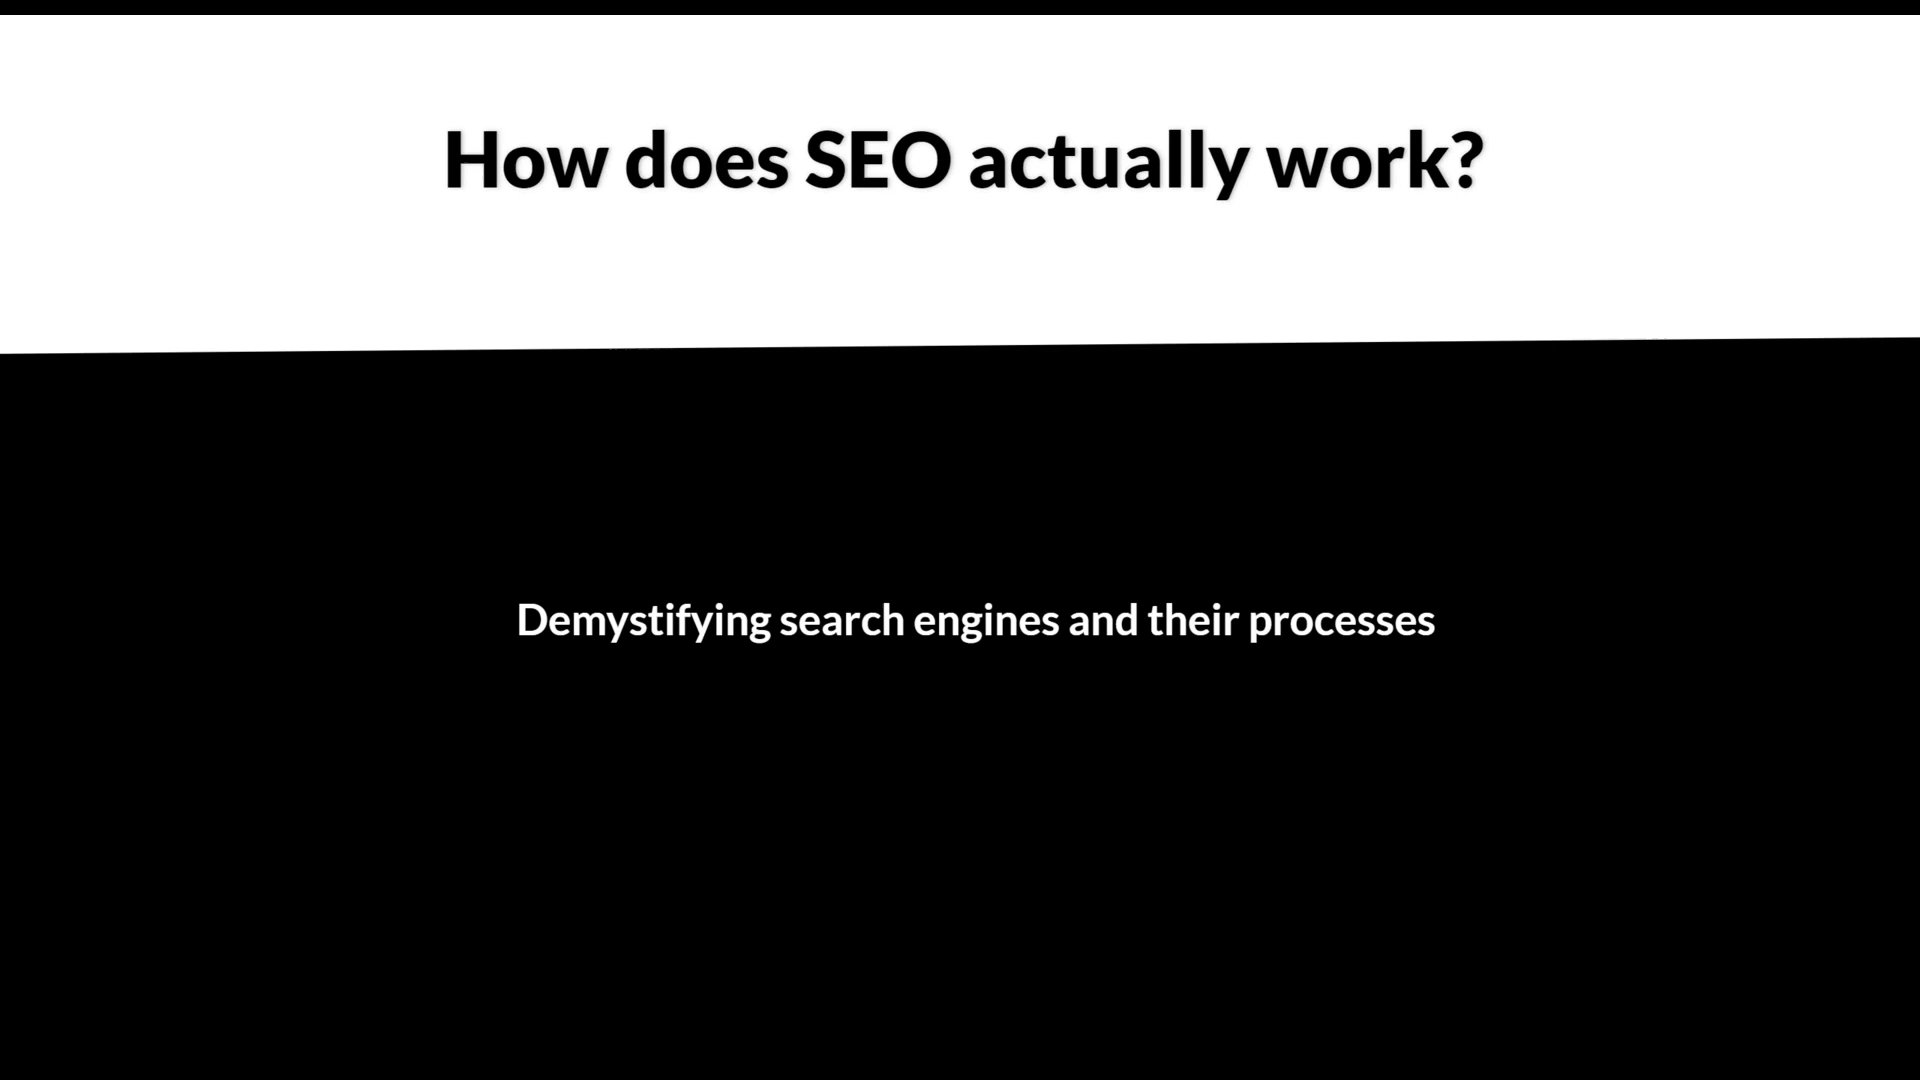 How does SEO actually work?
Demystifying search engines and their processes